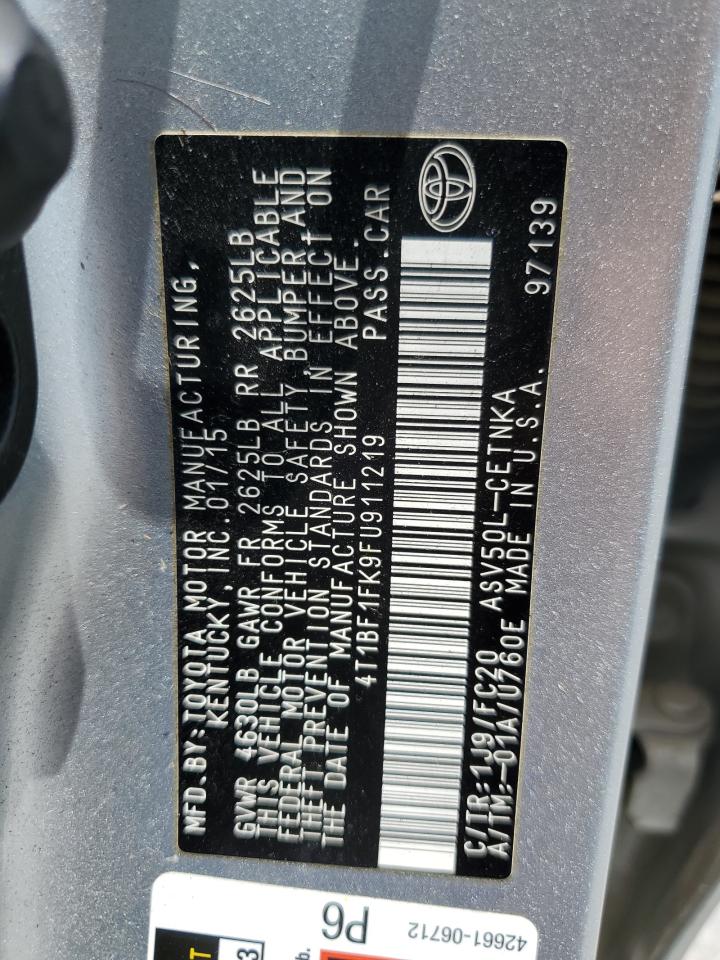 MFD.BY:TOYOTA MOTOR MANUFACTURING,
KENTUCKY, INC.01/15
GVWR 4630LB GAWR FR 2625LB RR 2625LB
THIS VEHICLE CONFORMS TO ALL APPLICABLE
FEDERAL MOTOR VEHICLE SAFETY, BUMPER AND
THEFT PREVENTION STANDARDS IN EFFECT ON
THE DATE OF MANUFACTURE SHOWN ABOVE.
4T1BF1FK9FU911219 PASS.CAR
C/TR:1J9/FC20 ASV50L-CETNKA
A/TM:-01A/U760E MADE IN U.S.A. 97139
P6
42661-06712